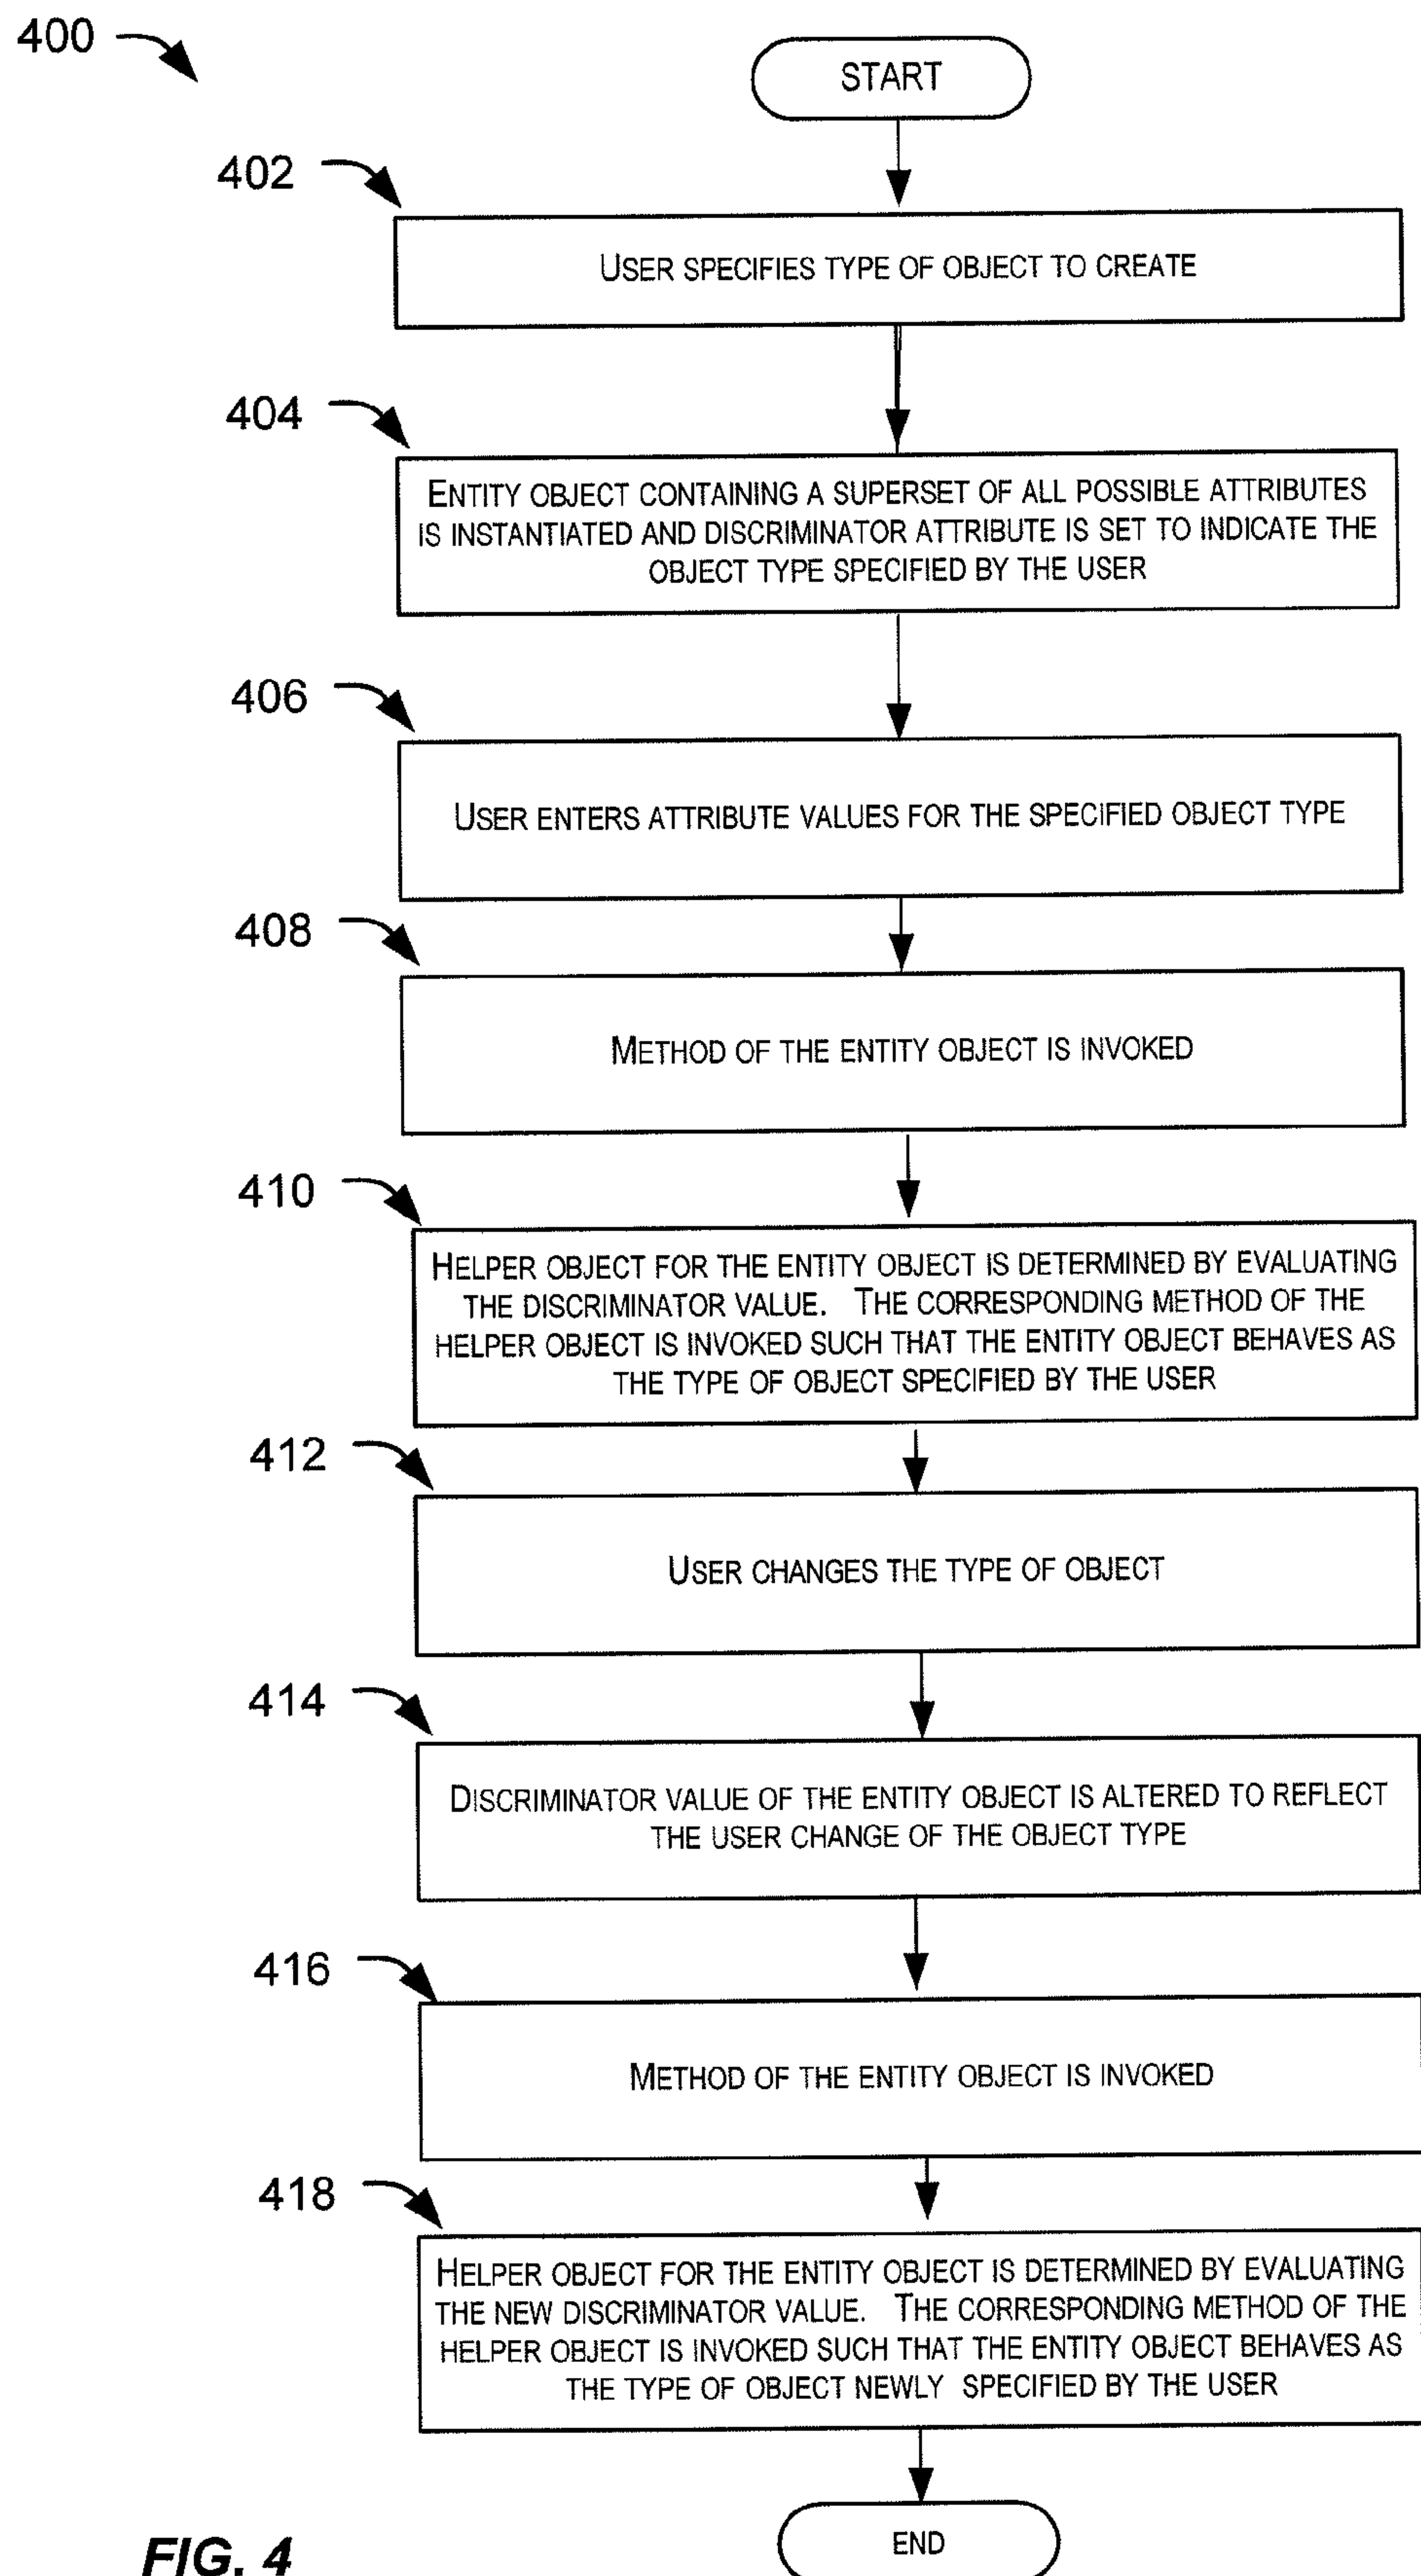 400
START
402
USER SPECIFIES TYPE OF OBJECT TO CREATE
404
ENTITY OBJECT CONTAINING A SUPERSET OF ALL POSSIBLE ATTRIBUTES
IS INSTANTIATED AND DISCRIMINATOR ATTRIBUTE IS SET TO INDICATE THE
OBJECT TYPE SPECIFIED BY THE USER
406
USER ENTERS ATTRIBUTE VALUES FOR THE SPECIFIED OBJECT TYPE
408
METHOD OF THE ENTITY OBJECT IS INVOKED
410
HELPER OBJECT FOR THE ENTITY OBJECT IS DETERMINED BY EVALUATING
THE DISCRIMINATOR VALUE. THE CORRESPONDING METHOD OF THE
HELPER OBJECT IS INVOKED SUCH THAT THE ENTITY OBJECT BEHAVES AS
THE TYPE OF OBJECT SPECIFIED BY THE USER
412
USER CHANGES THE TYPE OF OBJECT
414
DISCRIMINATOR VALUE OF THE ENTITY OBJECT IS ALTERED TO REFLECT
THE USER CHANGE OF THE OBJECT TYPE
416
METHOD OF THE ENTITY OBJECT IS INVOKED
418
HELPER OBJECT FOR THE ENTITY OBJECT IS DETERMINED BY EVALUATING
THE NEW DISCRIMINATOR VALUE. THE CORRESPONDING METHOD OF THE
HELPER OBJECT IS INVOKED SUCH THAT THE ENTITY OBJECT BEHAVES AS
THE TYPE OF OBJECT NEWLY SPECIFIED BY THE USER
END
FIG. 4